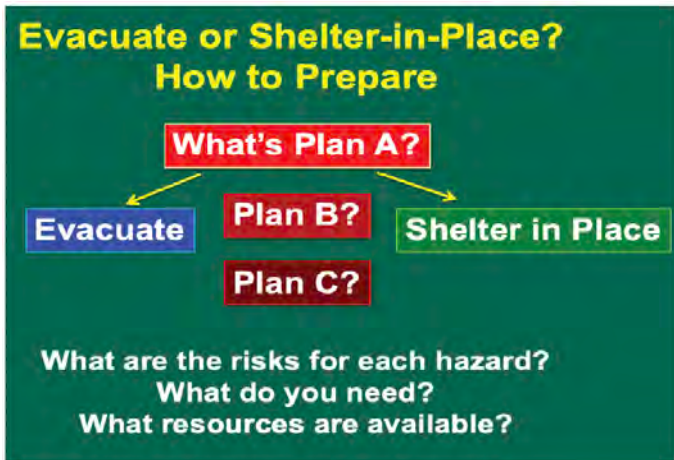 Evacuate or Shelter-in-Place?
How to Prepare
What's Plan A?
Evacuate
Plan B?
Shelter in Place
Plan C?
What are the risks for each hazard?
What do you need?
What resources are available?